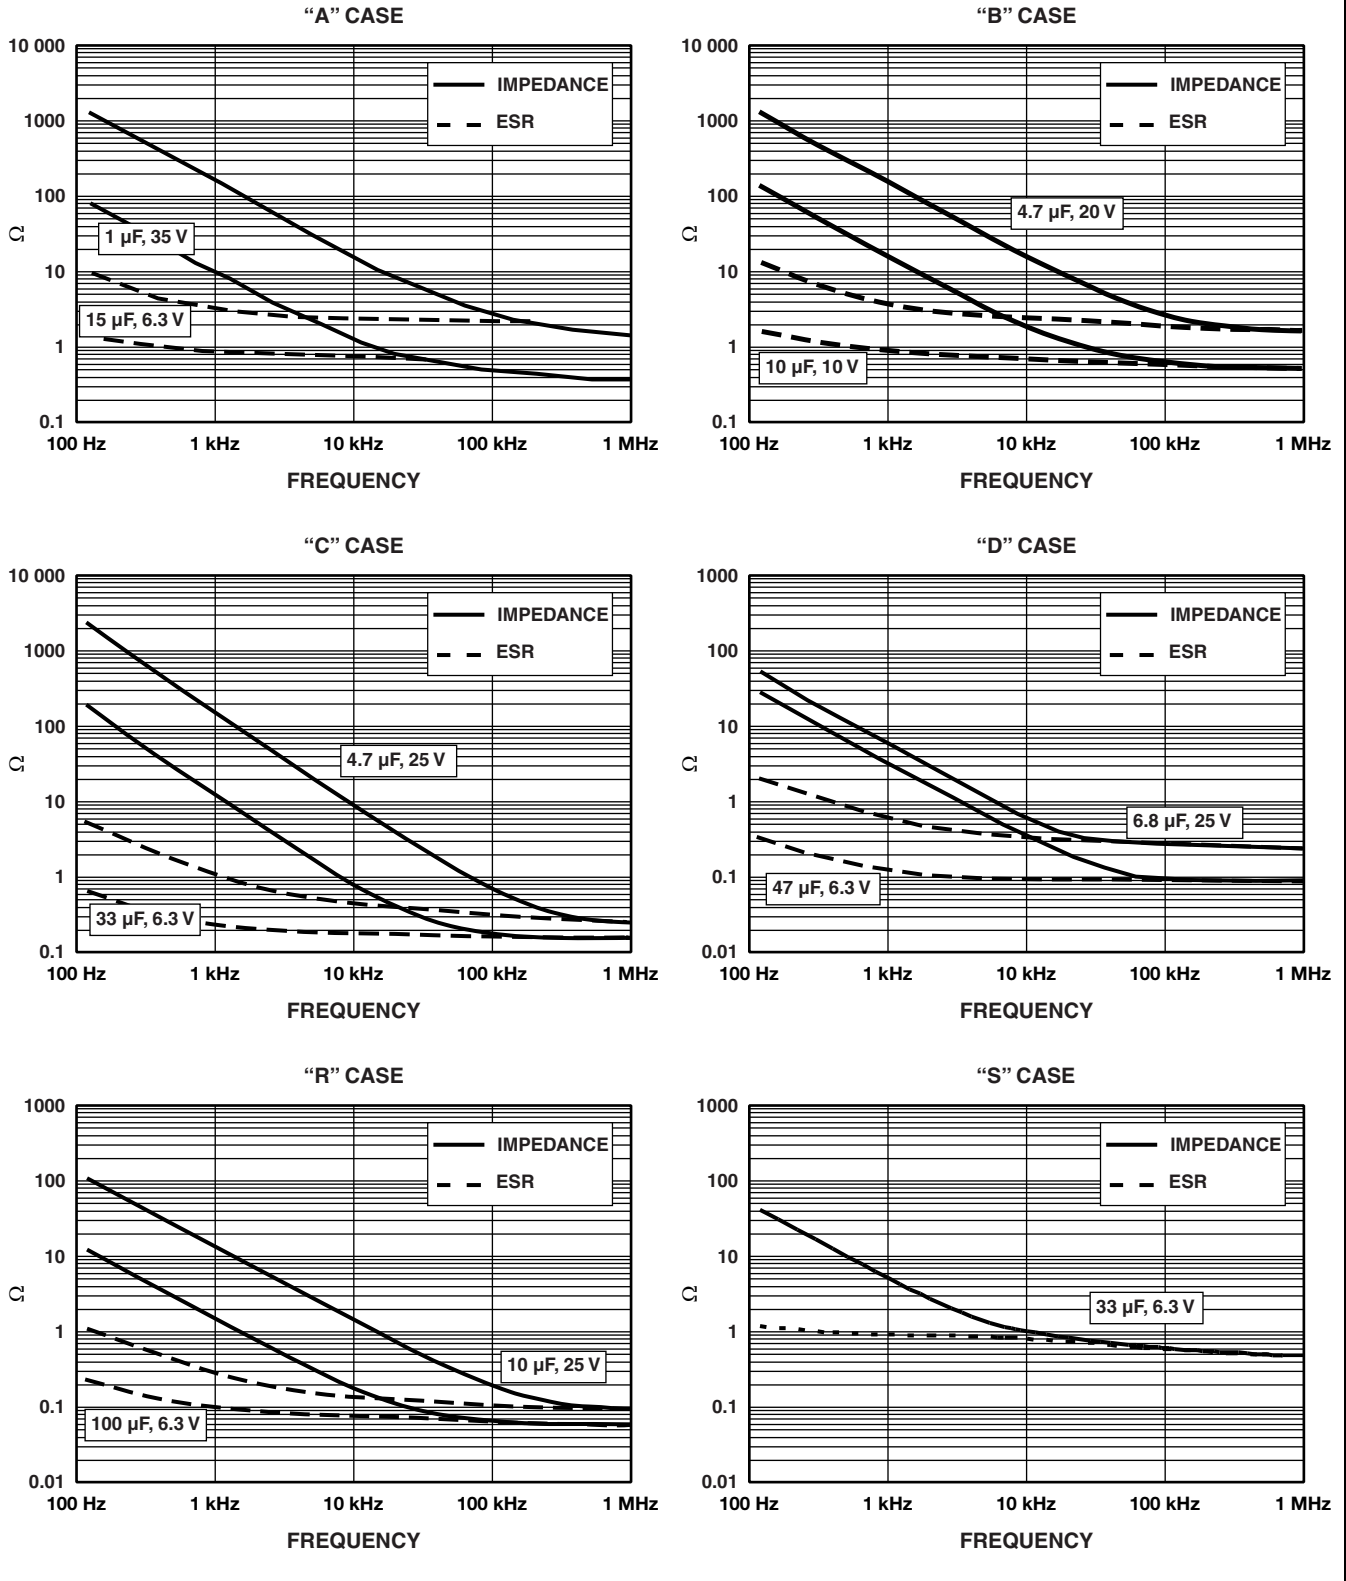 “A” CASE
10 000
1000
100
10
1
0.1
Ω
IMPEDANCE
ESR
1 µF, 35 V
15 µF, 6.3 V
100 Hz 1 kHz 10 kHz 100 kHz 1 MHz
FREQUENCY
“B” CASE
10 000
1000
100
10
1
0.1
Ω
IMPEDANCE
ESR
4.7 µF, 20 V
10 µF, 10 V
100 Hz 1 kHz 10 kHz 100 kHz 1 MHz
FREQUENCY
“C” CASE
10 000
1000
100
10
1
0.1
Ω
IMPEDANCE
ESR
4.7 µF, 25 V
33 µF, 6.3 V
100 Hz 1 kHz 10 kHz 100 kHz 1 MHz
FREQUENCY
“D” CASE
1000
100
10
1
0.1
0.01
Ω
IMPEDANCE
ESR
6.8 µF, 25 V
47 µF, 6.3 V
100 Hz 1 kHz 10 kHz 100 kHz 1 MHz
FREQUENCY
“R” CASE
1000
100
10
1
0.1
0.01
Ω
IMPEDANCE
ESR
10 µF, 25 V
100 µF, 6.3 V
100 Hz 1 kHz 10 kHz 100 kHz 1 MHz
FREQUENCY
“S” CASE
1000
100
10
1
0.1
0.01
Ω
IMPEDANCE
ESR
33 µF, 6.3 V
100 Hz 1 kHz 10 kHz 100 kHz 1 MHz
FREQUENCY